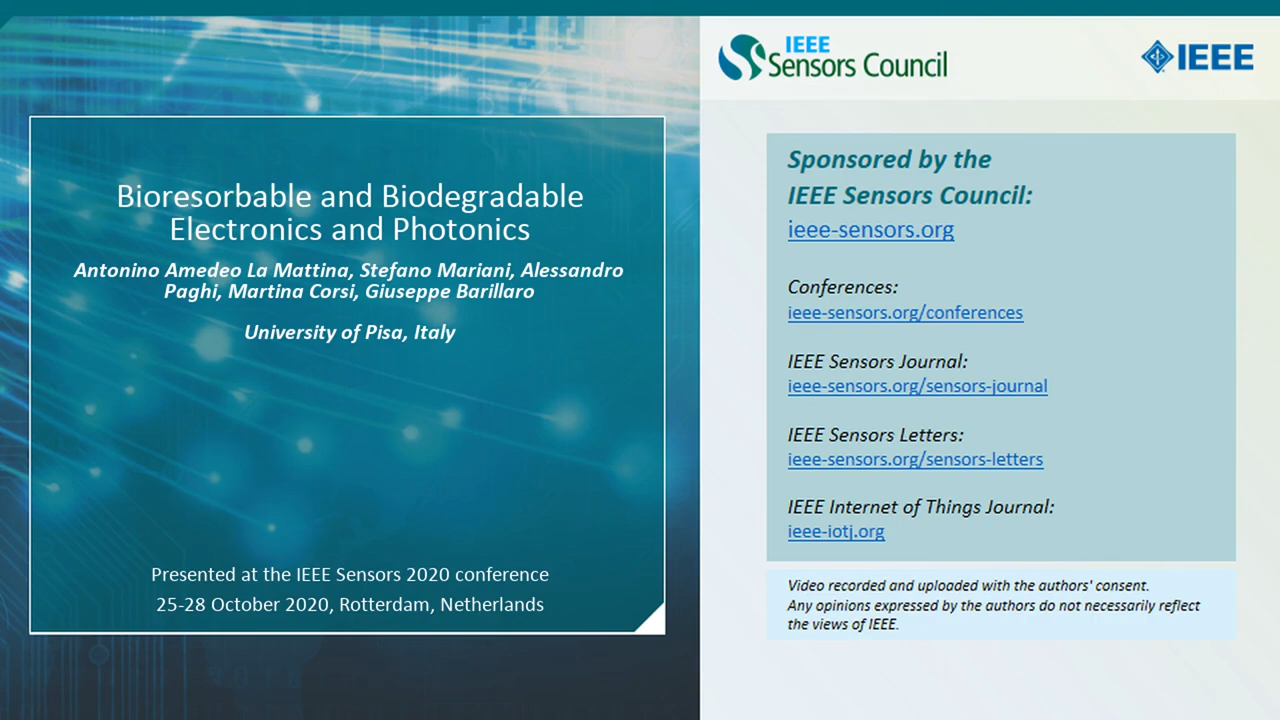 Bioresorbable and Biodegradable
Electronics and Photonics
Antonino Amedeo La Mattina, Stefano Mariani, Alessandro
Paghi, Martina Corsi, Giuseppe Barillaro
University of Pisa, Italy
Presented at the IEEE Sensors 2020 conference
25-28 October 2020, Rotterdam, Netherlands
IEEE
Sensors Council
IEEE
Sponsored by the
IEEE Sensors Council:
ieee-sensors.org
Conferences:
ieee-sensors.org/conferences
IEEE Sensors Journal:
ieee-sensors.org/sensors-journal
IEEE Sensors Letters:
ieee-sensors.org/sensors-letters
IEEE Internet of Things Journal:
ieee-iotj.org
Video recorded and uploaded with the authors' consent.
Any opinions expressed by the authors do not necessarily reflect
the views of IEEE.